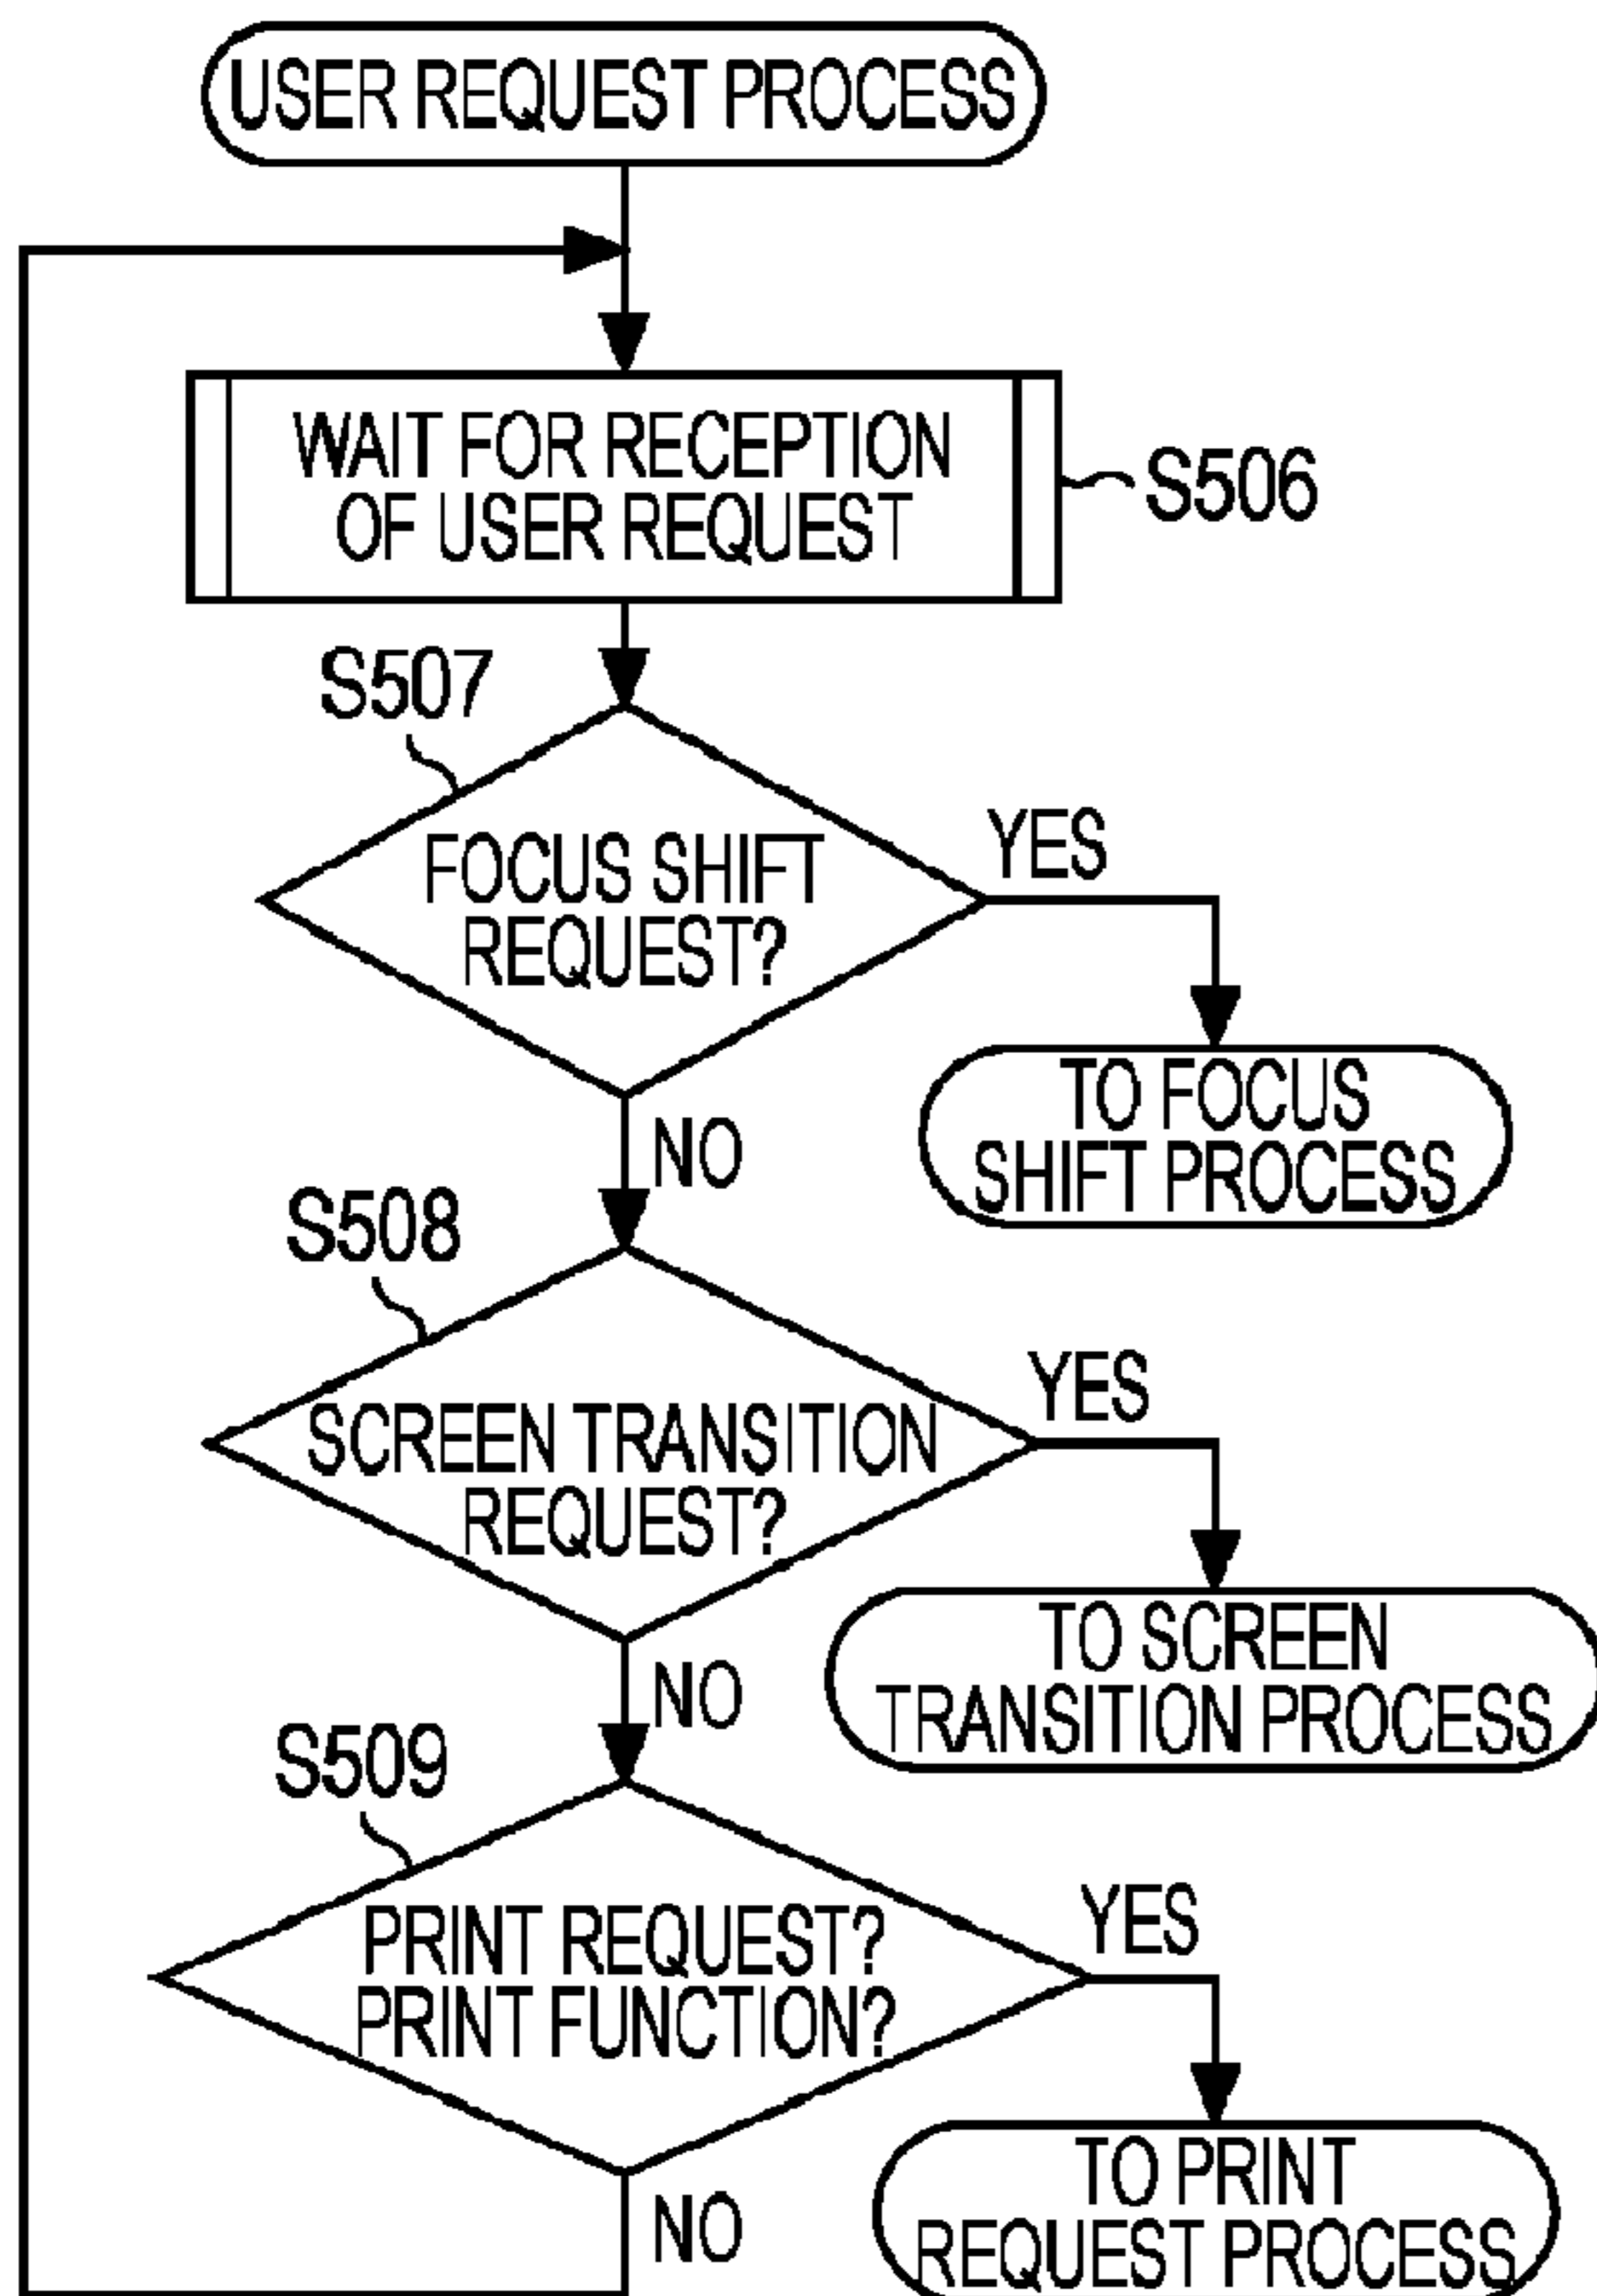 USER REQUEST PROCESS
WAIT FOR RECEPTION
OF USER REQUEST
S506
S507
FOCUS SHIFT
REQUEST?
YES
TO FOCUS
SHIFT PROCESS
NO
S508
SCREEN TRANSITION
REQUEST?
YES
TO SCREEN
TRANSITION PROCESS
NO
S509
PRINT REQUEST?
PRINT FUNCTION?
YES
TO PRINT
REQUEST PROCESS
NO